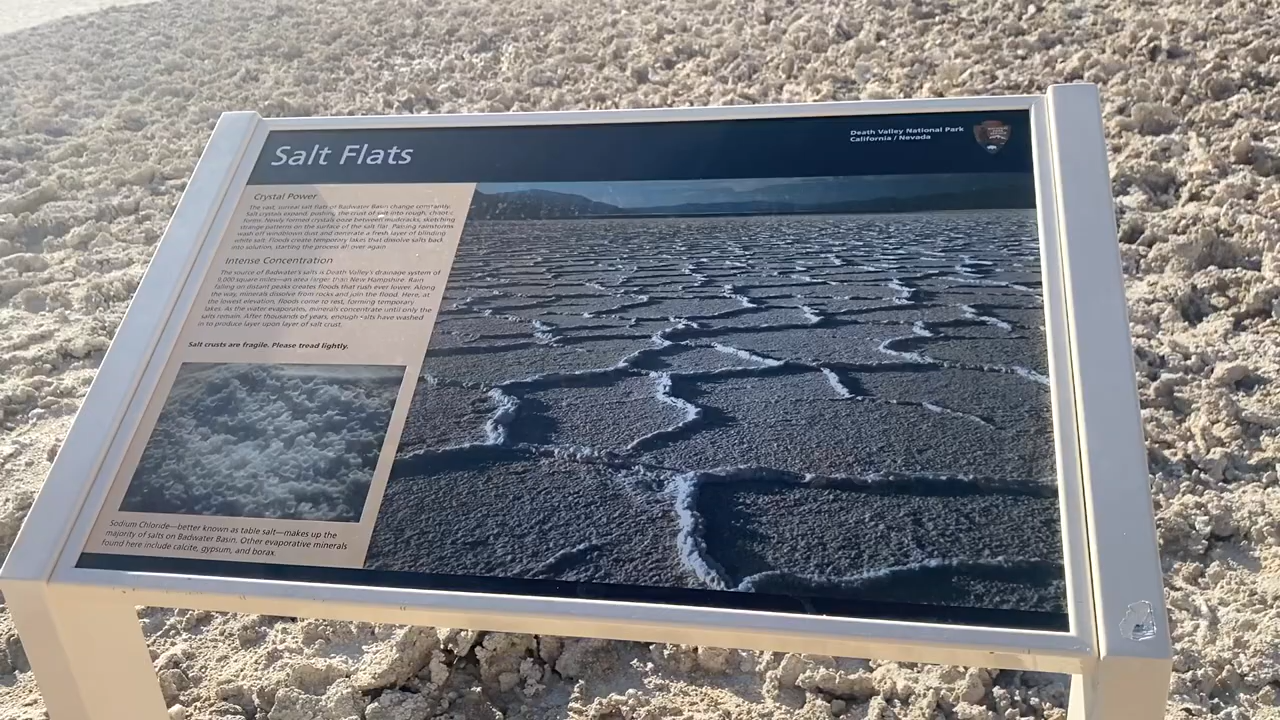 Salt Flats
Death Valley National Park
California / Nevada
Crystal Power
The vast, surreal salt flats of Badwater Basin change constantly.
Salt crystals expand, pushing the crust of salt into rough, chaotic
forms. Newly formed crystals ooze between mudcracks, sketching
strange patterns on the surface of the salt flat. Passing rainstorms
wash off windblown dust and generate a fresh layer of blinding
white salt. Floods create temporary lakes that dissolve salts back
into solution, starting the process all over again.
Intense Concentration
The source of Badwater's salts is Death Valley's drainage system of
9,000 square miles—an area larger than New Hampshire. Rain
falling on distant peaks creates floods that rush ever lower. Along
the way, minerals dissolve from rocks and join the flood. Here, at
the lowest elevation, floods come to rest, forming temporary
lakes. As the water evaporates, minerals concentrate until only the
salts remain. After thousands of years, enough salts have washed
in to produce layer upon layer of salt crust.
Salt crusts are fragile. Please tread lightly.
Sodium Chloride—better known as table salt—makes up the
majority of salts on Badwater Basin. Other evaporative minerals
found here include calcite, gypsum, and borax.